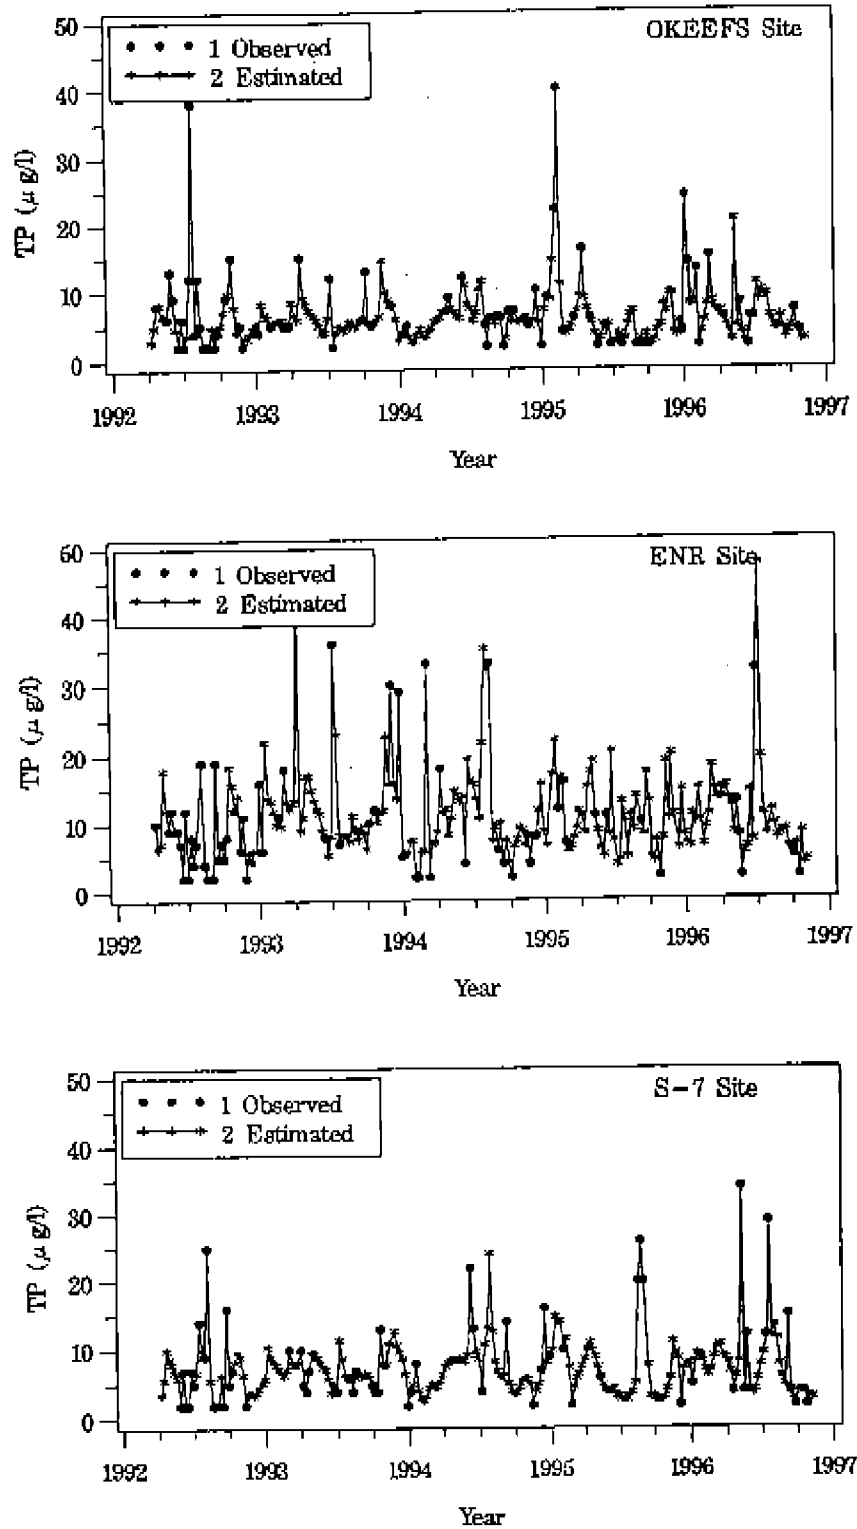 OKEEFS Site
1 Observed
2 Estimated
TP (μ g/l)
50
40
30
20
10
0
1992 1993 1994 1995 1996 1997
Year
ENR Site
1 Observed
2 Estimated
TP (μ g/l)
50
40
30
20
10
0
1992 1993 1994 1995 1996 1997
Year
S-7 Site
1 Observed
2 Estimated
TP (μ g/l)
50
40
30
20
10
0
1992 1993 1994 1995 1996 1997
Year